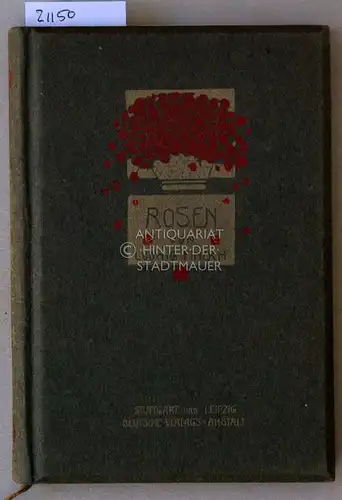 21150
ROSEN
ANTIQUARIAT
© HINTER DER
STADTMAUER
STUTTGART UND LEIPZIG
DEUTSCHE VERLAGS-ANSTALT